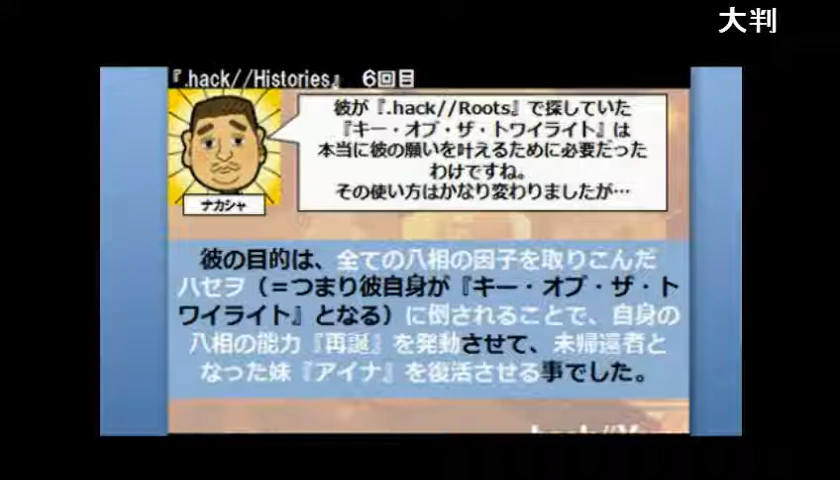 大判
『.hack//Histories』 6回目
彼が『.hack//Roots』で探していた
『キー・オブ・ザ・トワイライト』は
本当に彼の願いを叶えるために必要だった
わけですね。
その使い方はかなり変わりましたが…
ナカシャ
彼の目的は、全ての八相の因子を取りこんだ
ハセヲ（＝つまり彼自身が『キー・オブ・ザ・ト
ワイライト』となる）に倒されることで、自身の
八相の能力『再誕』を発動させて、未帰還者と
なった妹『アイナ』を復活させる事でした。